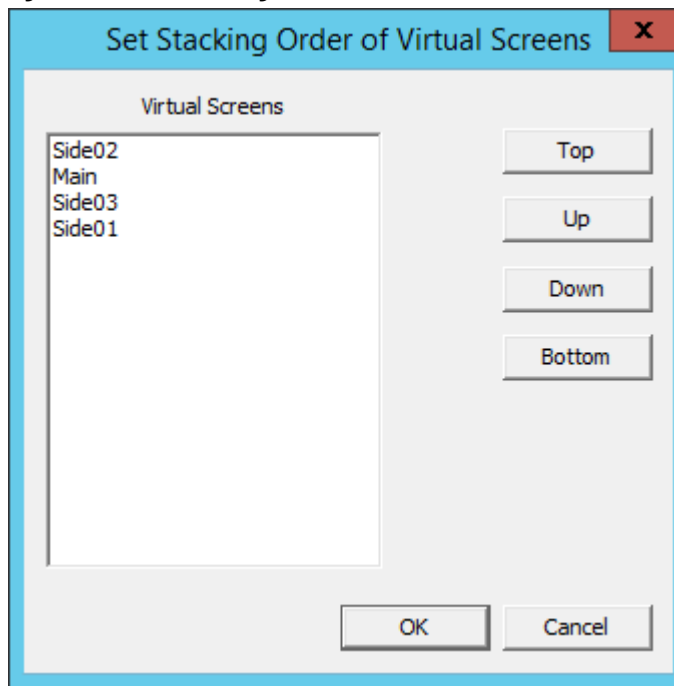 Set Stacking Order of Virtual Screens
x
Virtual Screens
Side02
Main
Side03
Side01
Top
Up
Down
Bottom
OK
Cancel